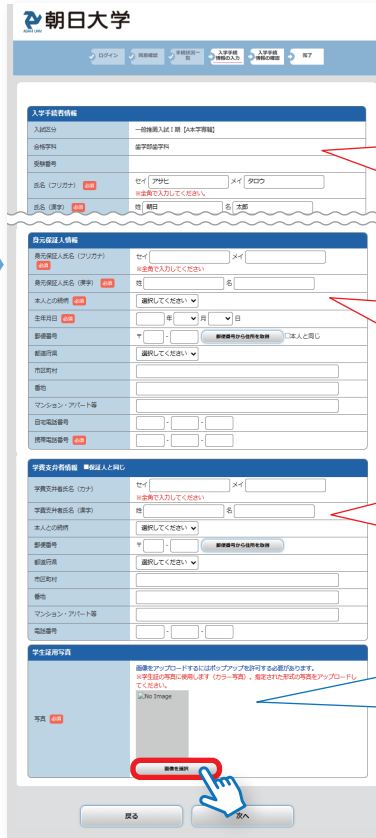 朝日大学
ASAHI UNIV.
ログイン
手続状況一覧
入学手続情報の入力
入学手続情報の確認
完了
入学手続者情報
入試区分 一般推薦入試Ⅰ期【A本学専願】
合格学科 歯学部歯学科
受験番号
氏名（フリガナ） 必須 セイ アサヒ メイ タロウ
※全角で入力してください。
氏名（漢字） 必須 姓 朝日 名 太郎
身元保証人情報
身元保証人氏名（フリガナ） セイ メイ
必須 ※全角で入力してください
身元保証人氏名（漢字） 必須 姓 名
本人との続柄 必須 選択してください
生年月日 必須 年 月 日
郵便番号 〒 - 郵便番号から住所を取得 □本人と同じ
都道府県 選択してください
市区町村
番地
マンション・アパート等
自宅電話番号 - -
携帯電話番号 必須 - -
学費支弁者情報 ■保証人と同じ
学費支弁者氏名（カナ） セイ メイ
※全角で入力してください
学費支弁者氏名（漢字） 姓 名
本人との続柄 選択してください
郵便番号 〒 - 郵便番号から住所を取得
都道府県 選択してください
市区町村
番地
マンション・アパート等
電話番号 - -
学生証用写真
画像をアップロードするにはポップアップを許可する必要があります。
※学生証の写真に使用します（カラー写真）。指定された形式の写真をアップロードし
てください。
No Image
写真 必須
画像を選択
戻る 次へ